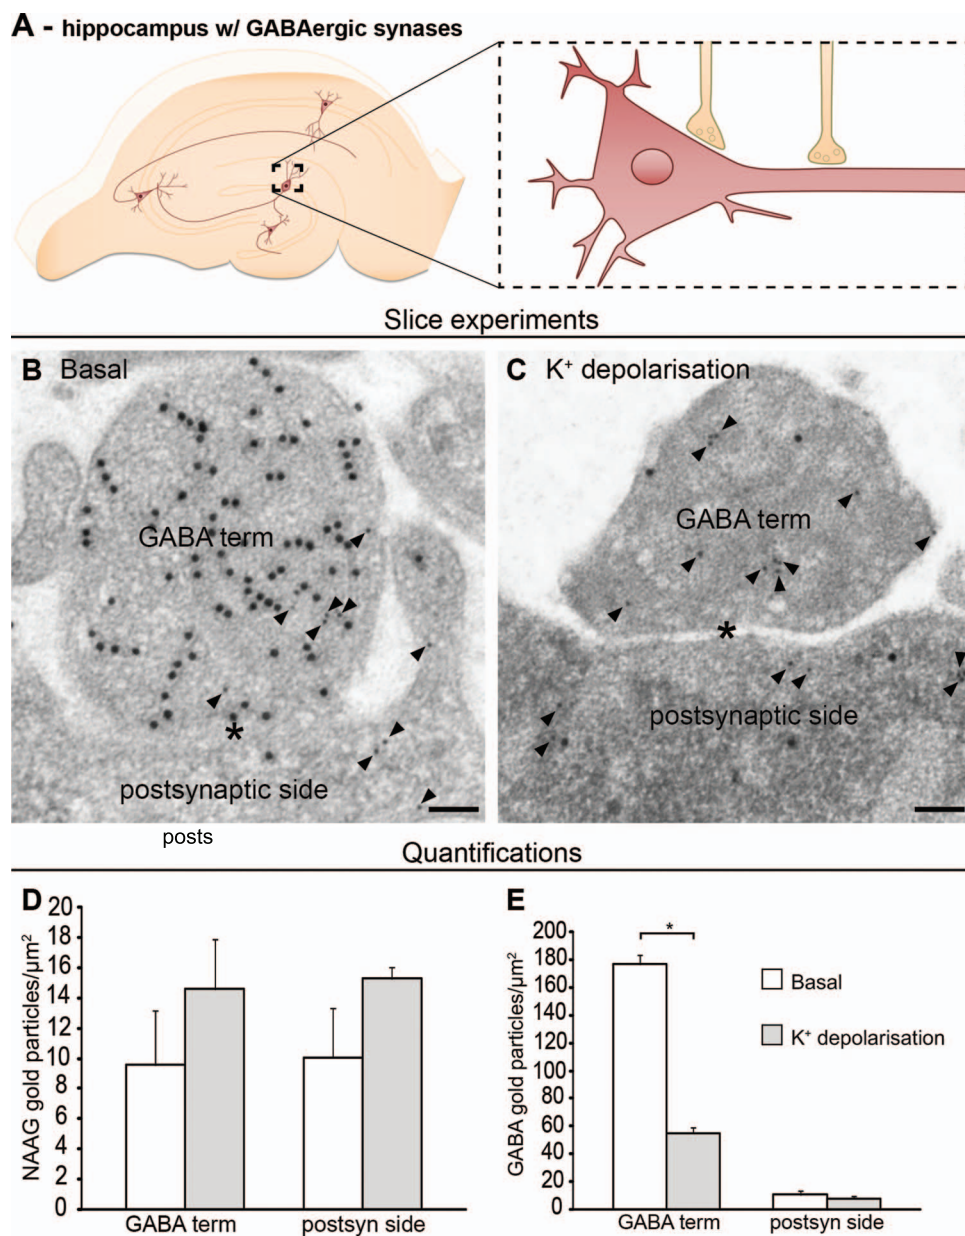 A - hippocampus w/ GABAergic synases
Slice experiments
B Basal
GABA term
*
postsynaptic side
posts
C K⁺ depolarisation
GABA term
*
postsynaptic side
Quantifications
D
NAAG gold particles/µm²
20
18
16
14
12
10
8
6
4
2
0
GABA term postsyn side
E
GABA gold particles/µm²
200
180
160
140
120
100
80
60
40
20
0
*
Basal
K⁺ depolarisation
GABA term postsyn side